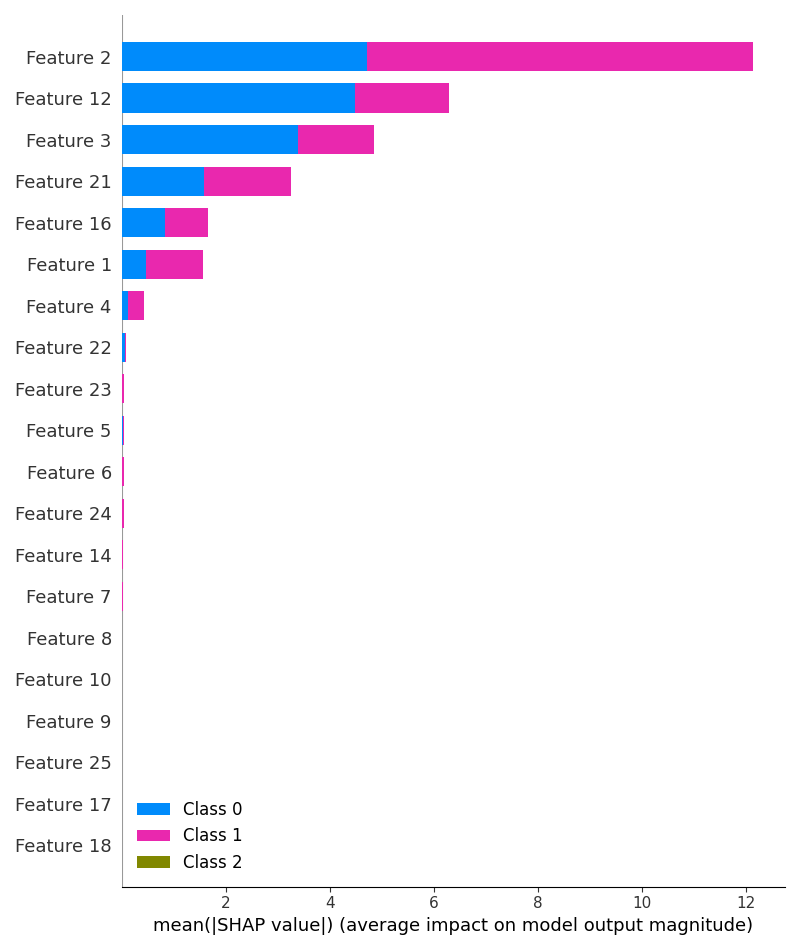 Feature 2
Feature 12
Feature 3
Feature 21
Feature 16
Feature 1
Feature 4
Feature 22
Feature 23
Feature 5
Feature 6
Feature 24
Feature 14
Feature 7
Feature 8
Feature 10
Feature 9
Feature 25
Feature 17
Feature 18
Class 0
Class 1
Class 2
2 4 6 8 10 12
mean(|SHAP value|) (average impact on model output magnitude)